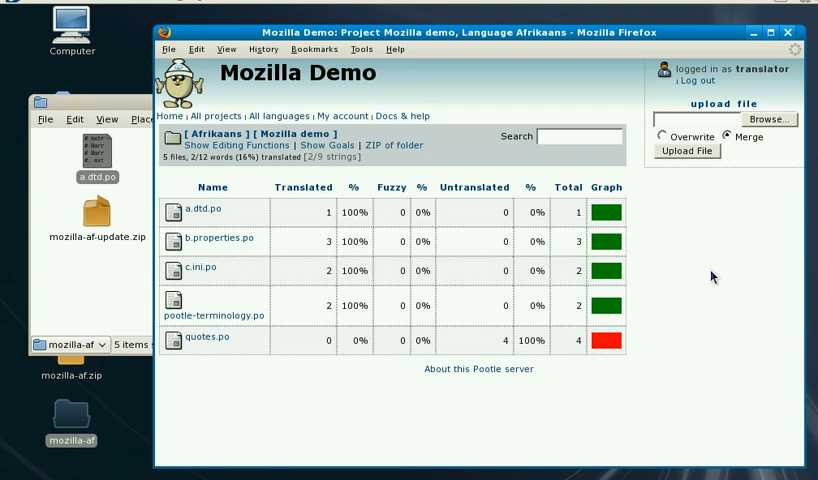 Computer
File Edit View Place
# extr
# Barr
# Barr
#. ext
a.dtd.po
mozilla-af-update.zip
mozilla-af 5 items
mozilla-af.zip
mozilla-af
Mozilla Demo: Project Mozilla demo, Language Afrikaans - Mozilla Firefox
File Edit View History Bookmarks Tools Help
Mozilla Demo
Home | All projects | All languages | My account | Docs & help
[ Afrikaans ] [ Mozilla demo ]
Show Editing Functions | Show Goals | ZIP of folder
5 files, 2/12 words (16%) translated [2/9 strings]
Search
Name Translated % Fuzzy % Untranslated % Total Graph
a.dtd.po 1 100% 0 0% 0 0% 1
b.properties.po 3 100% 0 0% 0 0% 3
c.ini.po 2 100% 0 0% 0 0% 2
pootle-terminology.po 2 100% 0 0% 0 0% 2
quotes.po 0 0% 0 0% 4 100% 4
About this Pootle server
logged in as translator
| Log out
upload file
Browse...
Overwrite Merge
Upload File